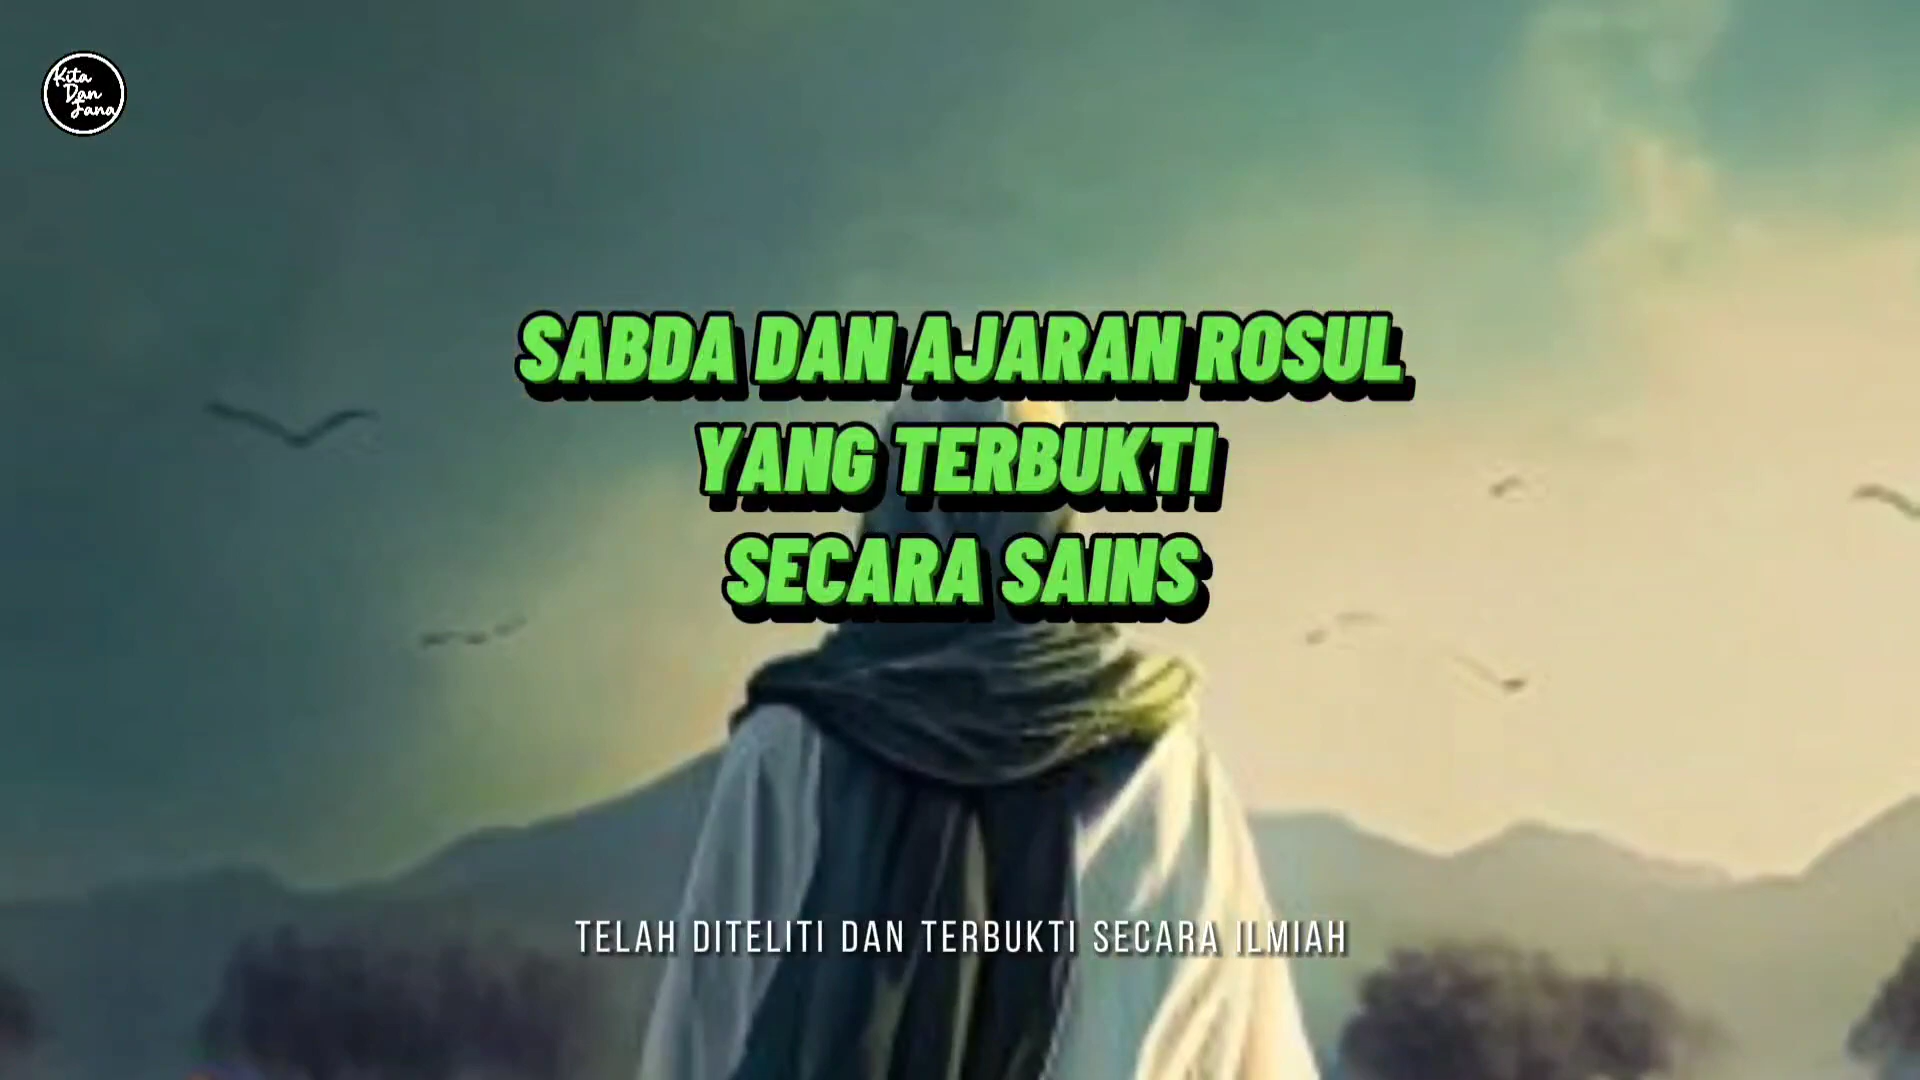 Kita
Dan
Fana
SABDA DAN AJARAN ROSUL
YANG TERBUKTI
SECARA SAINS
TELAH DITELITI DAN TERBUKTI SECARA ILMIAH